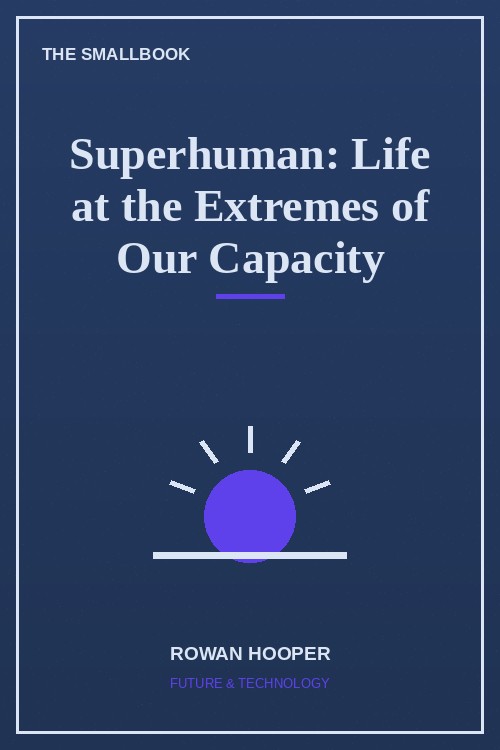 THE SMALLBOOK
Superhuman: Life
at the Extremes of
Our Capacity
ROWAN HOOPER
FUTURE & TECHNOLOGY